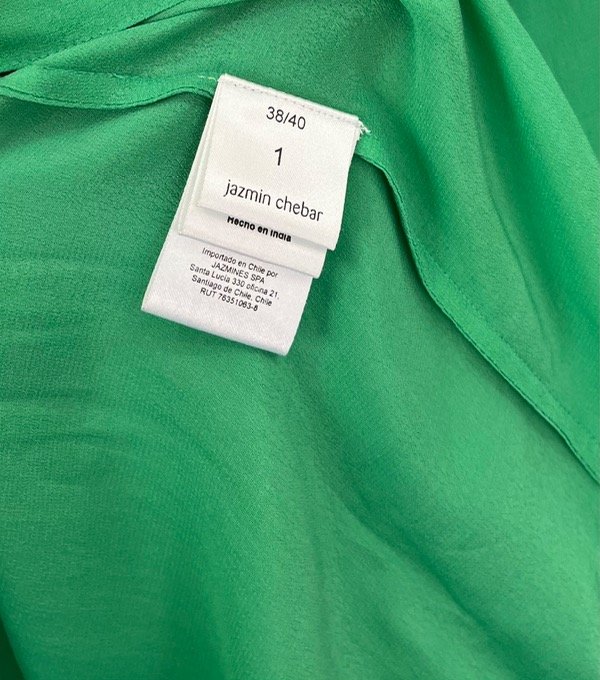 38/40
1
jazmin chebar
Hecho en India
Importado en Chile por
JAZMINES SPA
Santa Lucía 330 oficina 21,
Santiago de Chile, Chile
RUT 76351063-8